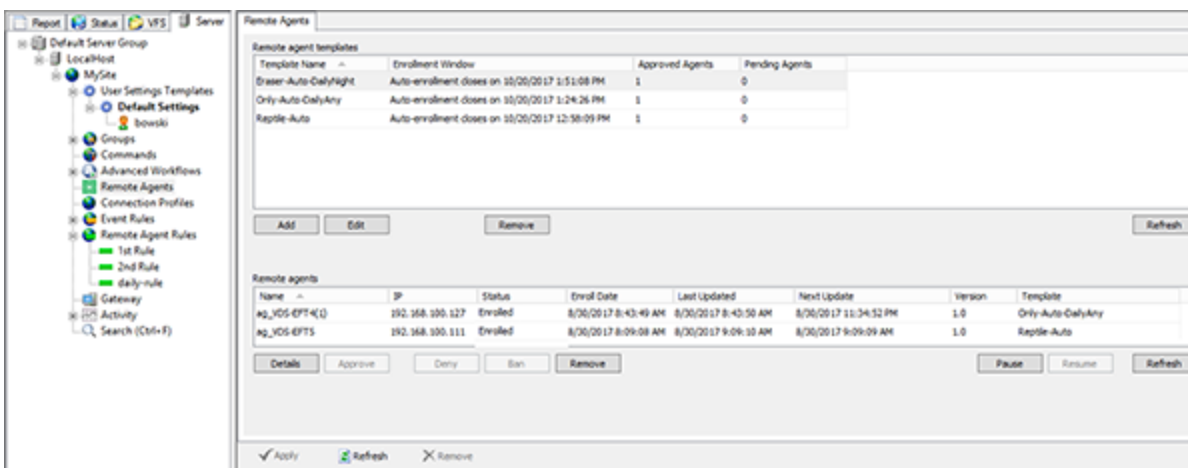 Report Status VFS Server
Default Server Group
LocalHost
MySite
User Settings Templates
Default Settings
bowski
Groups
Commands
Advanced Workflows
Remote Agents
Connection Profiles
Event Rules
Remote Agent Rules
1st Rule
2nd Rule
daily-rule
Gateway
Activity
Search (Ctrl+F)
Remote Agents
Remote agent templates
Template Name Enrollment Window Approved Agents Pending Agents
Eraser-Auto-DailyNight Auto-enrollment closes on 10/20/2017 1:51:08 PM 1 0
Only-Auto-DailyAny Auto-enrollment closes on 10/20/2017 1:24:26 PM 1 0
Reptile-Auto Auto-enrollment closes on 10/20/2017 12:58:09 PM 1 0
Add Edit Remove Refresh
Remote agents
Name IP Status Enroll Date Last Updated Next Update Version Template
ag_VDS-EFT4(1) 192.168.100.127 Enrolled 8/30/2017 8:43:49 AM 8/30/2017 8:43:50 AM 8/30/2017 11:34:52 PM 1.0 Only-Auto-DailyAny
ag_VDS-EFT5 192.168.100.111 Enrolled 8/30/2017 8:09:08 AM 8/30/2017 9:09:10 AM 8/30/2017 9:09:09 AM 1.0 Reptile-Auto
Details Approve Deny Ban Remove Pause Resume Refresh
Apply Refresh Remove